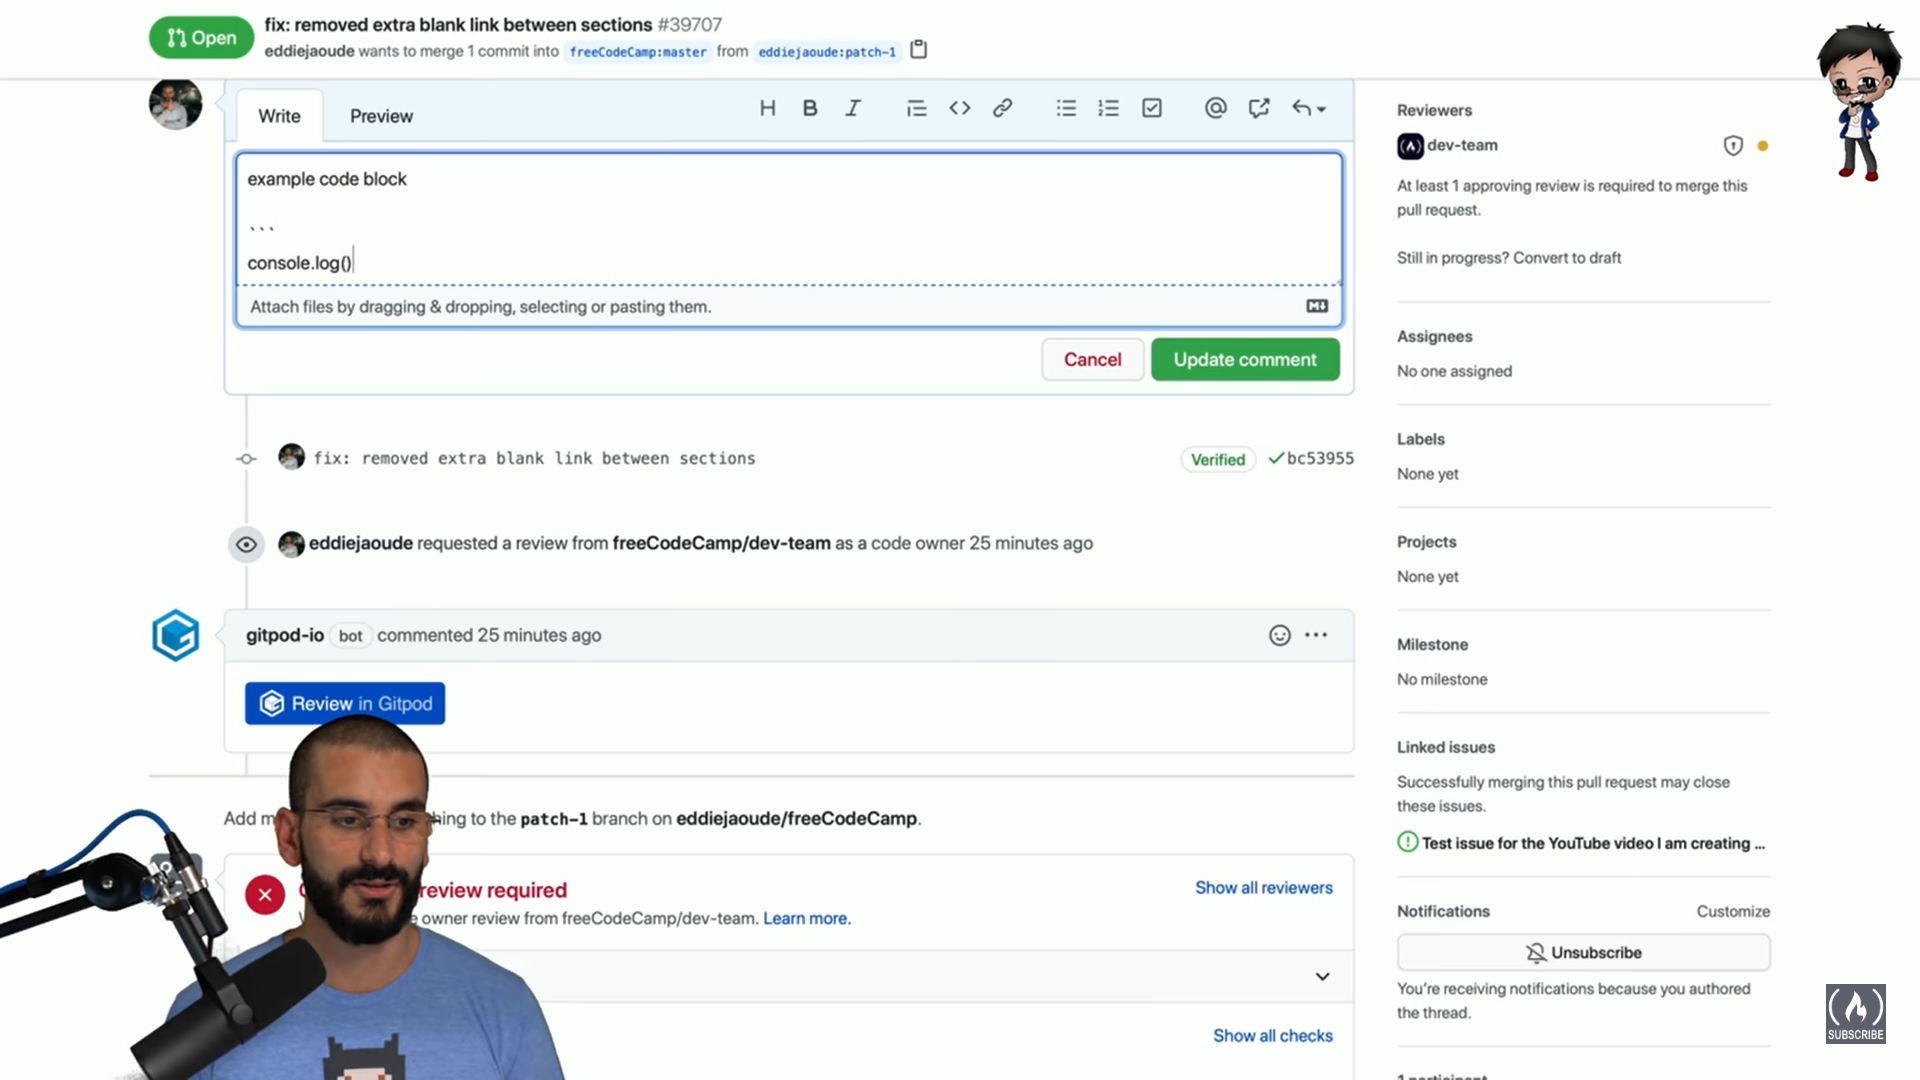 Open
fix: removed extra blank link between sections #39707
eddiejaoude wants to merge 1 commit into freeCodeCamp:master from eddiejaoude:patch-1
Write
Preview
example code block
```
console.log()
Attach files by dragging & dropping, selecting or pasting them.
Cancel
Update comment
fix: removed extra blank link between sections
Verified
bc53955
eddiejaoude requested a review from freeCodeCamp/dev-team as a code owner 25 minutes ago
gitpod-io bot commented 25 minutes ago
Review in Gitpod
Add
to the patch-1 branch on eddiejaoude/freeCodeCamp.
review required
Show all reviewers
owner review from freeCodeCamp/dev-team. Learn more.
Show all checks
Reviewers
dev-team
At least 1 approving review is required to merge this
pull request.
Still in progress? Convert to draft
Assignees
No one assigned
Labels
None yet
Projects
None yet
Milestone
No milestone
Linked issues
Successfully merging this pull request may close
these issues.
Test issue for the YouTube video I am creating ...
Notifications
Customize
Unsubscribe
You're receiving notifications because you authored
the thread.
SUBSCRIBE